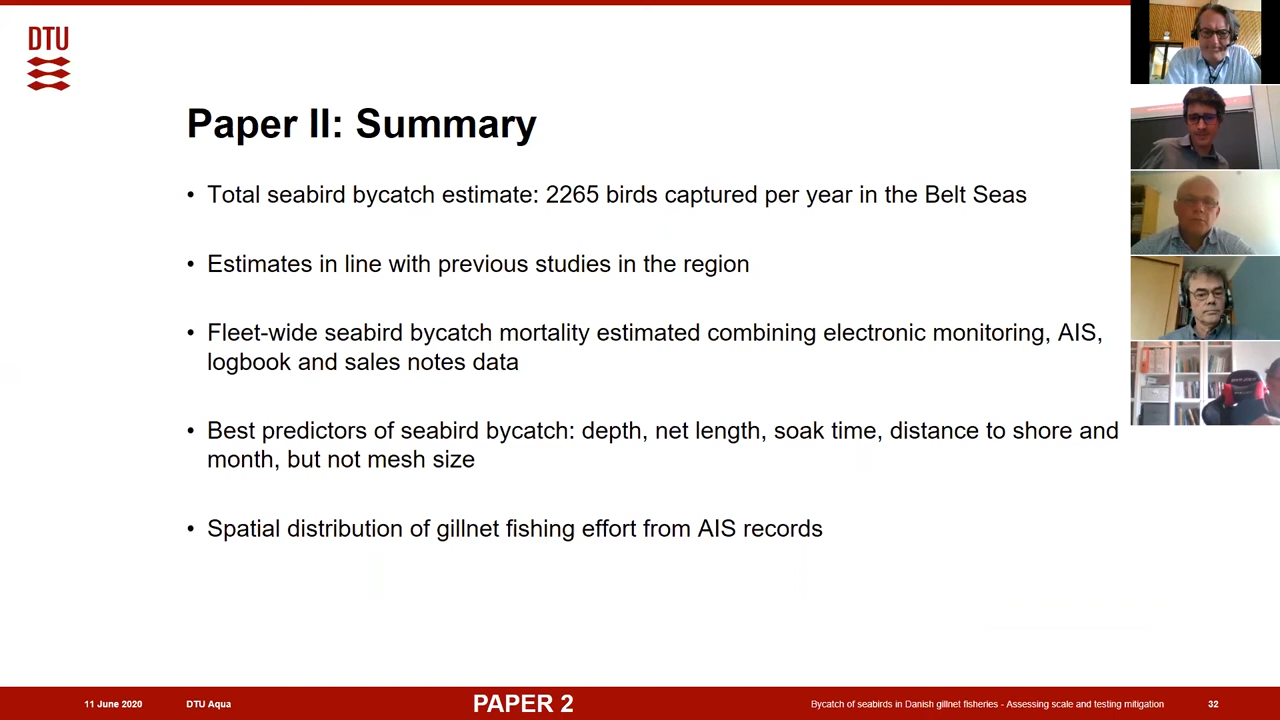 DTU
Paper II: Summary
• Total seabird bycatch estimate: 2265 birds captured per year in the Belt Seas
• Estimates in line with previous studies in the region
• Fleet-wide seabird bycatch mortality estimated combining electronic monitoring, AIS,
logbook and sales notes data
• Best predictors of seabird bycatch: depth, net length, soak time, distance to shore and
month, but not mesh size
• Spatial distribution of gillnet fishing effort from AIS records
11 June 2020 DTU Aqua PAPER 2 Bycatch of seabirds in Danish gillnet fisheries - Assessing scale and testing mitigation 32